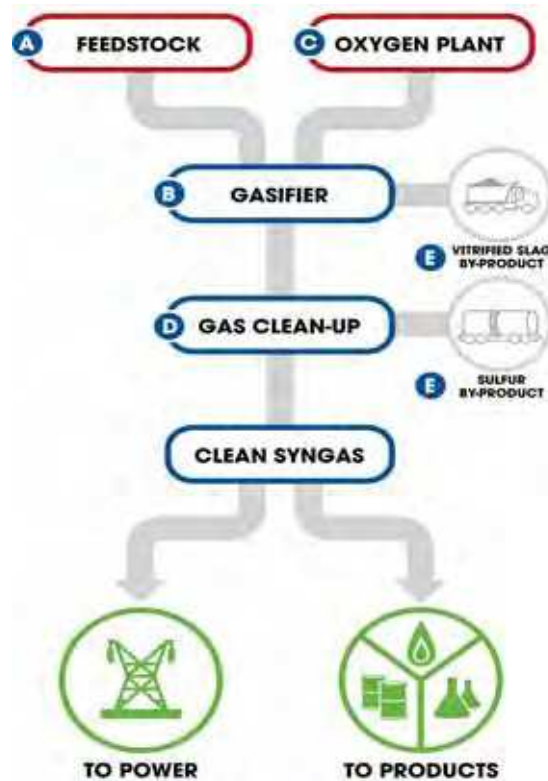 A FEEDSTOCK
C OXYGEN PLANT
B GASIFIER
E VITRIFIED SLAG
BY-PRODUCT
D GAS CLEAN-UP
E SULFUR
BY-PRODUCT
CLEAN SYNGAS
TO POWER
TO PRODUCTS